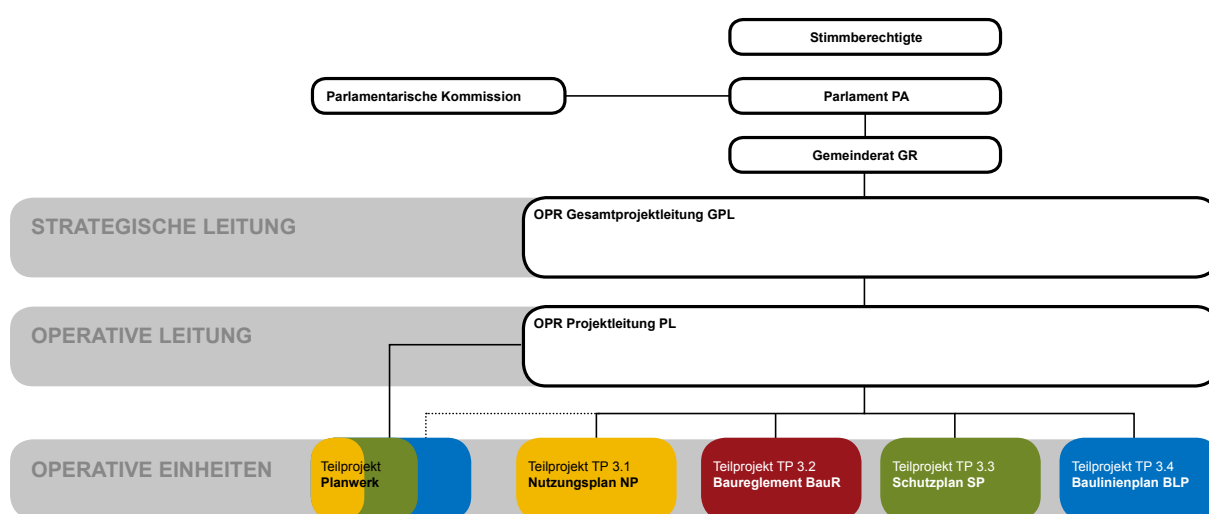 Stimmberechtigte
Parlamentarische Kommission
Parlament PA
Gemeinderat GR
STRATEGISCHE LEITUNG
OPR Gesamtprojektleitung GPL
OPERATIVE LEITUNG
OPR Projektleitung PL
OPERATIVE EINHEITEN
Teilprojekt
Planwerk
Teilprojekt TP 3.1
Nutzungsplan NP
Teilprojekt TP 3.2
Baureglement BauR
Teilprojekt TP 3.3
Schutzplan SP
Teilprojekt TP 3.4
Baulinienplan BLP